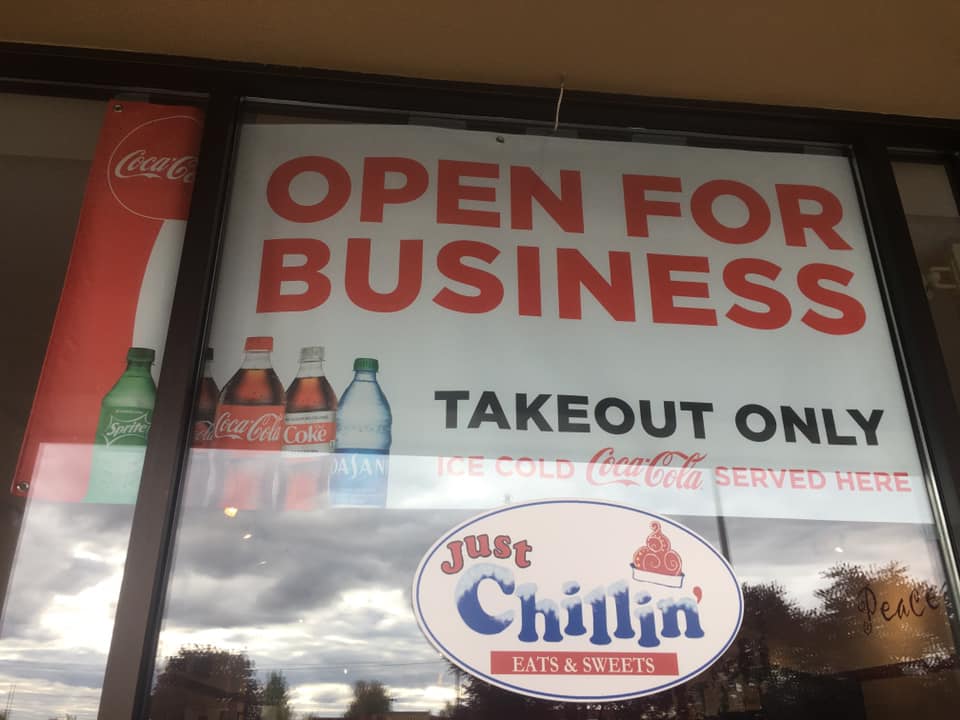 Coca-Co
OPEN FOR
BUSINESS
Sprite
Coca-Cola
Coke
DASANI
TAKEOUT ONLY
ICE COLD Coca-Cola SERVED HERE
Just
Chillin'
EATS & SWEETS
Peace